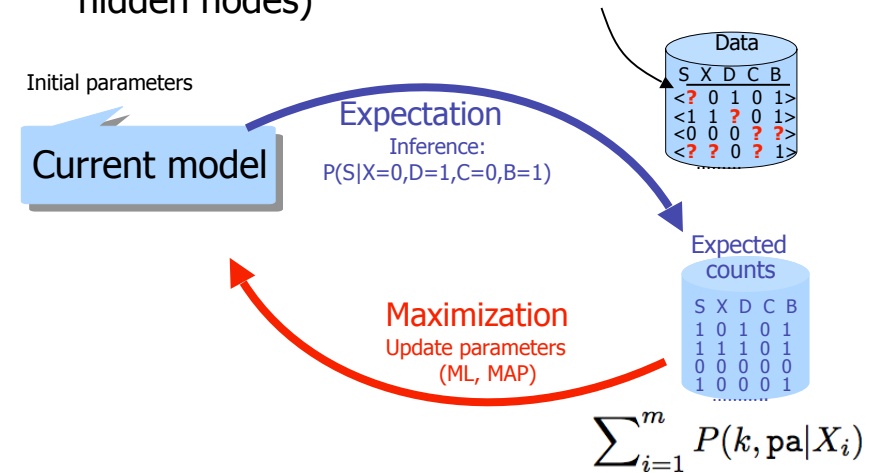 hidden nodes)
Initial parameters
Current model
Expectation
Inference:
P(S|X=0,D=1,C=0,B=1)
Data
S X D C B
<? 0 1 0 1>
<1 1 ? 0 1>
<0 0 0 ? ?>
<? ? 0 ? 1>
.........
Expected
counts
S X D C B
1 0 1 0 1
1 1 1 0 1
0 0 0 0 0
1 0 0 0 1
..........
Maximization
Update parameters
(ML, MAP)
∑_{i=1}^{m} P(k, pa|X_i)